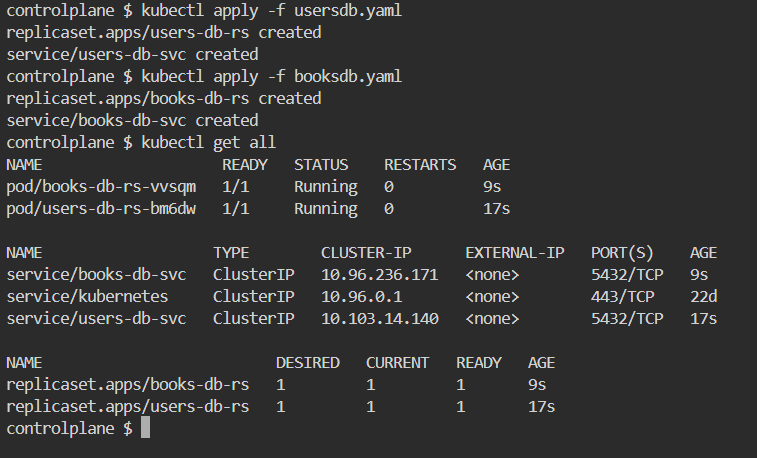 controlplane $ kubectl apply -f usersdb.yaml
replicaset.apps/users-db-rs created
service/users-db-svc created
controlplane $ kubectl apply -f booksdb.yaml
replicaset.apps/books-db-rs created
service/books-db-svc created
controlplane $ kubectl get all
NAME                    READY   STATUS    RESTARTS   AGE
pod/books-db-rs-vvsqm   1/1     Running   0          9s
pod/users-db-rs-bm6dw   1/1     Running   0          17s

NAME                   TYPE        CLUSTER-IP      EXTERNAL-IP   PORT(S)    AGE
service/books-db-svc   ClusterIP   10.96.236.171   <none>        5432/TCP   9s
service/kubernetes     ClusterIP   10.96.0.1       <none>        443/TCP    22d
service/users-db-svc   ClusterIP   10.103.14.140   <none>        5432/TCP   17s

NAME                          DESIRED   CURRENT   READY   AGE
replicaset.apps/books-db-rs   1         1         1       9s
replicaset.apps/users-db-rs   1         1         1       17s
controlplane $